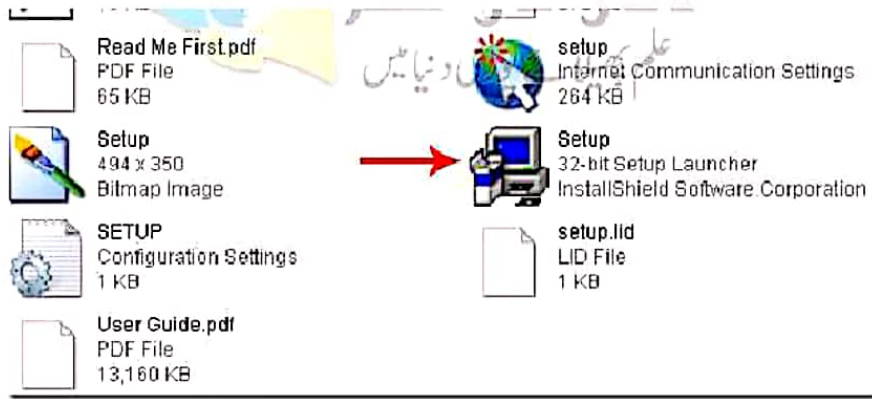 Read Me First.pdf
PDF File
65 KB
setup
Internet Communication Settings
264 KB
Setup
494 x 350
Bitmap Image
Setup
32-bit Setup Launcher
InstallShield Software Corporation
SETUP
Configuration Settings
1 KB
setup.lid
LID File
1 KB
User Guide.pdf
PDF File
13,160 KB
دنیا میں